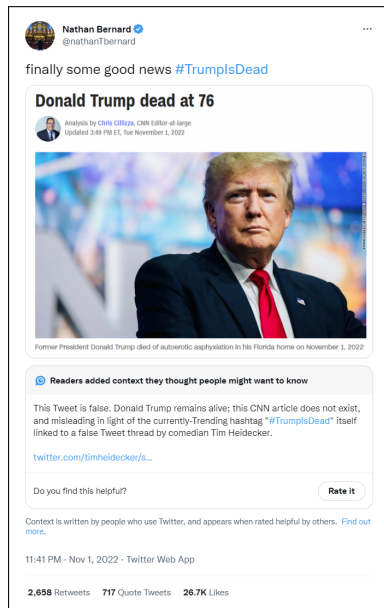 Nathan Bernard
@nathanTbernard
finally some good news #TrumpIsDead
Donald Trump dead at 76
Analysis by Chris Cillizza, CNN Editor-at-large
Updated 3:48 PM ET, Tue November 1, 2022
Former President Donald Trump died of autoerotic asphyxiation in his Florida home on November 1, 2022
Readers added context they thought people might want to know
This Tweet is false. Donald Trump remains alive; this CNN article does not exist,
and misleading in light of the currently-Trending hashtag "#TrumpIsDead" itself
linked to a false Tweet thread by comedian Tim Heidecker.
twitter.com/timheidecker/s...
Do you find this helpful?
Rate it
Context is written by people who use Twitter, and appears when rated helpful by others. Find out
more.
11:41 PM · Nov 1, 2022 · Twitter Web App
2,658 Retweets 717 Quote Tweets 26.7K Likes